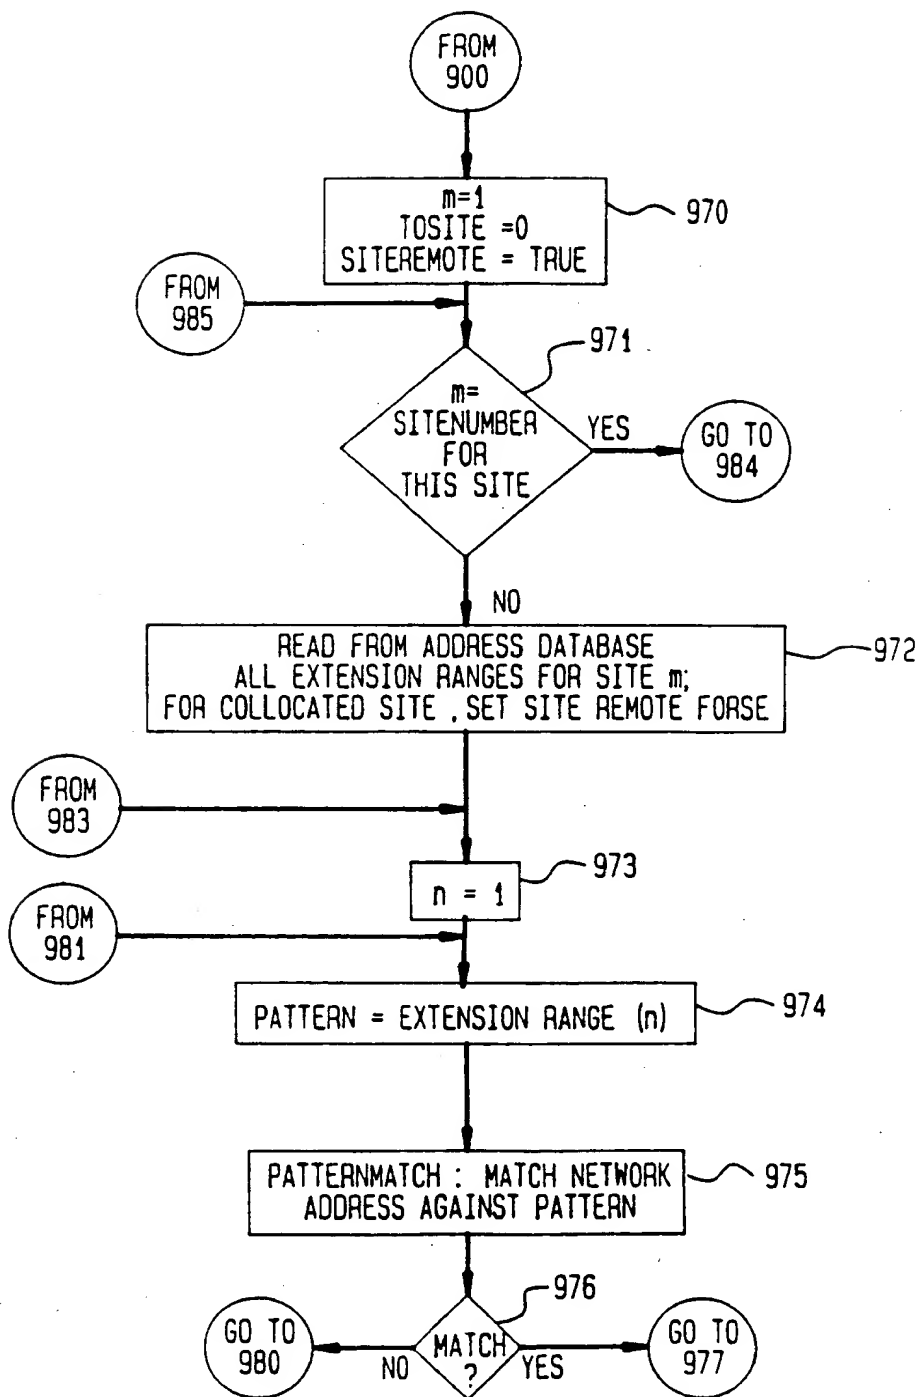 FROM
900
m=1
TOSITE =0
SITEREMOTE = TRUE
970
FROM
985
971
m=
SITENUMBER
FOR
THIS SITE
YES
GO TO
984
NO
READ FROM ADDRESS DATABASE
ALL EXTENSION RANGES FOR SITE m;
FOR COLLOCATED SITE , SET SITE REMOTE FORSE
972
FROM
983
973
n = 1
FROM
981
PATTERN = EXTENSION RANGE (n)
974
PATTERNMATCH : MATCH NETWORK
ADDRESS AGAINST PATTERN
975
976
GO TO
980
NO
MATCH
?
YES
GO TO
977